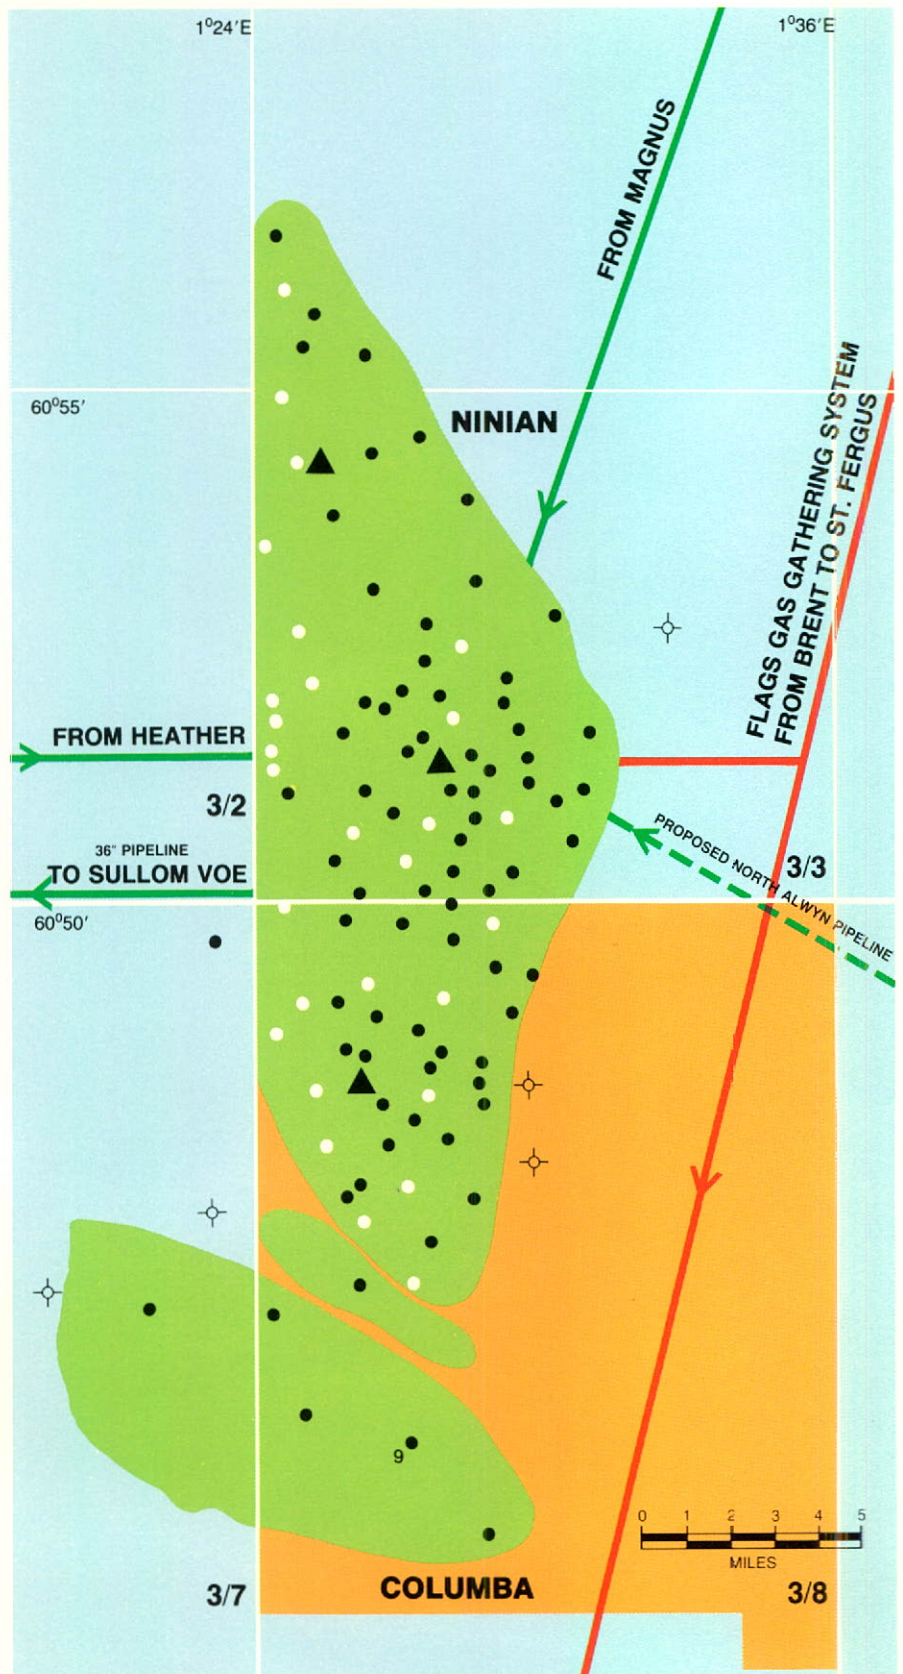 1°24'E
1°36'E
FROM MAGNUS
60°55'
NINIAN
FLAGS GAS GATHERING SYSTEM
FROM BRENT TO ST. FERGUS
FROM HEATHER
3/2
36" PIPELINE
TO SULLOM VOE
PROPOSED NORTH ALWYN PIPELINE
3/3
60°50'
9
0 1 2 3 4 5
MILES
3/7
COLUMBA
3/8